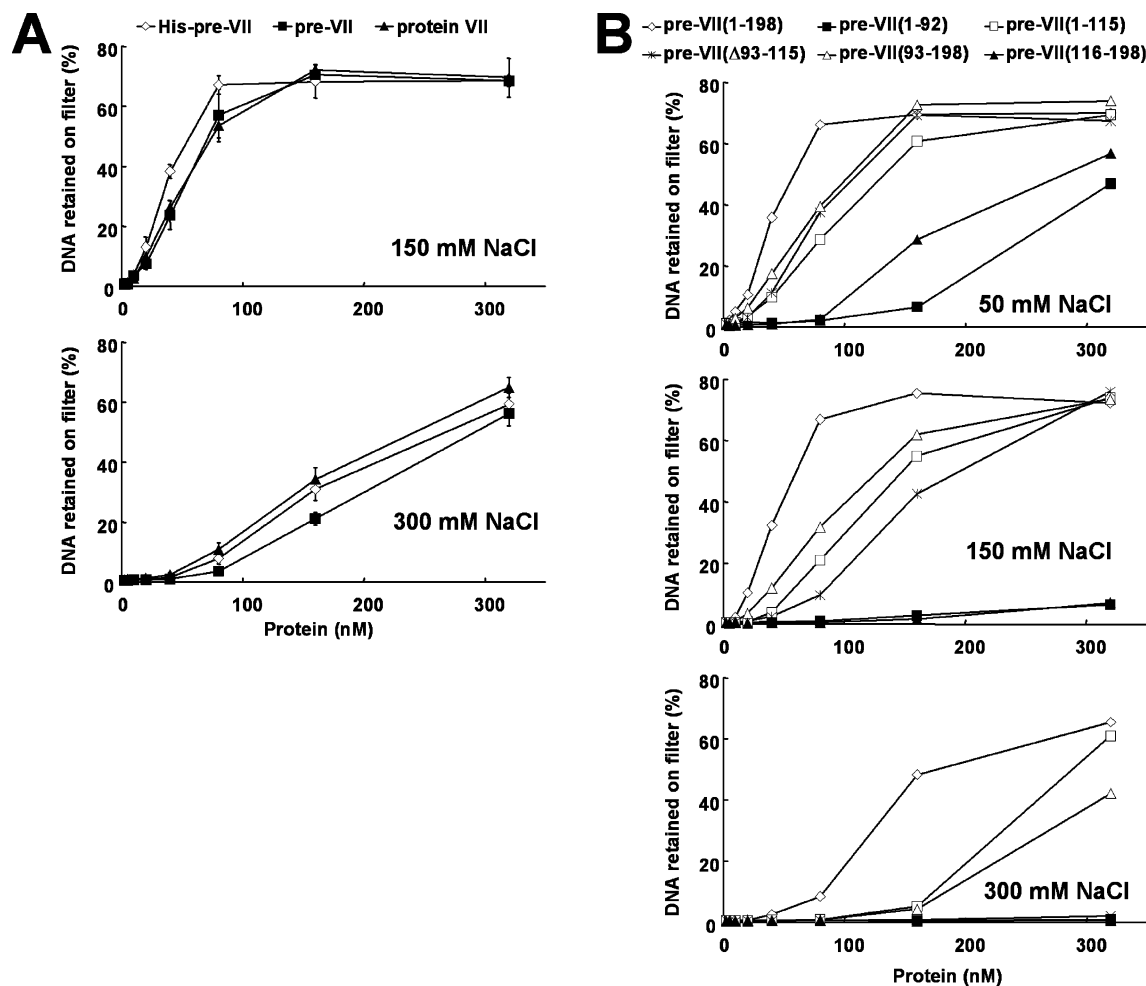 A
His-pre-VII pre-VII protein VII
DNA retained on filter (%)
80
60
40
20
0
0 100 200 300
150 mM NaCl
DNA retained on filter (%)
80
60
40
20
0
0 100 200 300
300 mM NaCl
Protein (nM)
B
pre-VII(1-198) pre-VII(1-92) pre-VII(1-115)
pre-VII(Δ93-115) pre-VII(93-198) pre-VII(116-198)
DNA retained on filter (%)
80
60
40
20
0
0 100 200 300
50 mM NaCl
DNA retained on filter (%)
80
60
40
20
0
0 100 200 300
150 mM NaCl
DNA retained on filter (%)
80
60
40
20
0
0 100 200 300
300 mM NaCl
Protein (nM)